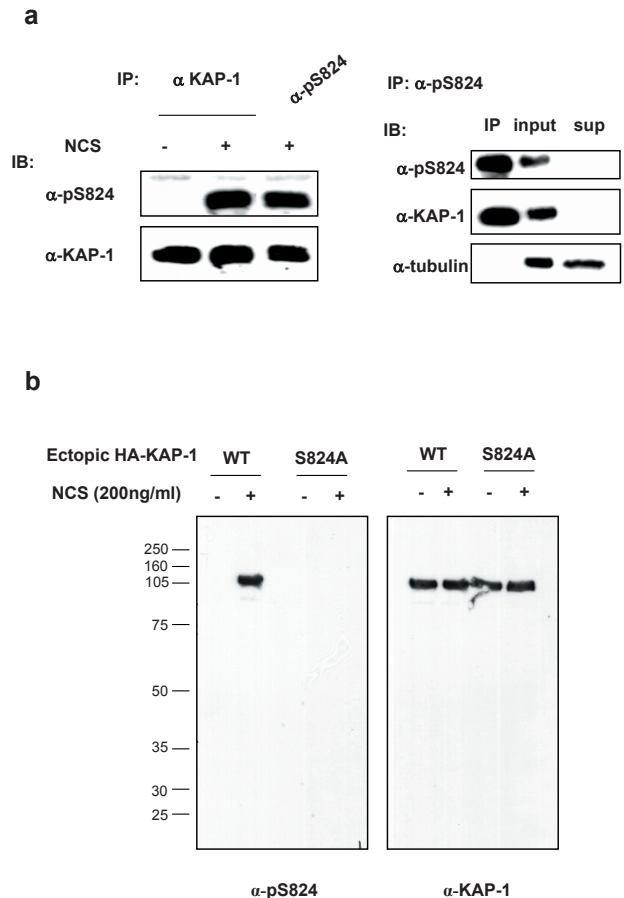 a
IP: α KAP-1 α-pS824
NCS - + +
IB:
α-pS824
α-KAP-1
IP: α-pS824
IB: IP input sup
α-pS824
α-KAP-1
α-tubulin
b
Ectopic HA-KAP-1 WT S824A WT S824A
NCS (200ng/ml) - + - + - + - +
250
160
105
75
50
35
30
25
α-pS824 α-KAP-1